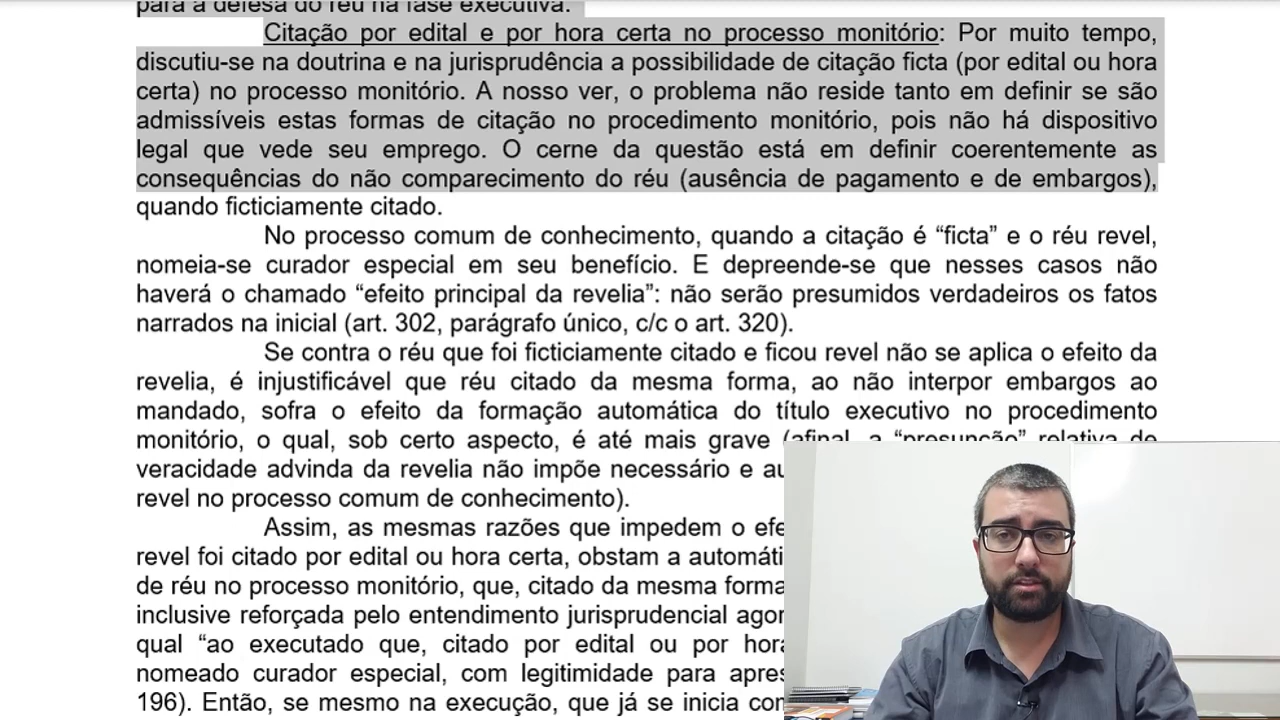 para a defesa do réu na fase executiva.
Citação por edital e por hora certa no processo monitório: Por muito tempo,
discutiu-se na doutrina e na jurisprudência a possibilidade de citação ficta (por edital ou hora
certa) no processo monitório. A nosso ver, o problema não reside tanto em definir se são
admissíveis estas formas de citação no procedimento monitório, pois não há dispositivo
legal que vede seu emprego. O cerne da questão está em definir coerentemente as
consequências do não comparecimento do réu (ausência de pagamento e de embargos),
quando ficticiamente citado.
No processo comum de conhecimento, quando a citação é “ficta” e o réu revel,
nomeia-se curador especial em seu benefício. E depreende-se que nesses casos não
haverá o chamado “efeito principal da revelia”: não serão presumidos verdadeiros os fatos
narrados na inicial (art. 302, parágrafo único, c/c o art. 320).
Se contra o réu que foi ficticiamente citado e ficou revel não se aplica o efeito da
revelia, é injustificável que réu citado da mesma forma, ao não interpor embargos ao
mandado, sofra o efeito da formação automática do título executivo no procedimento
monitório, o qual, sob certo aspecto, é até mais grave (afinal, a “presunção” relativa de
veracidade advinda da revelia não impõe necessário e
revel no processo comum de conhecimento).
Assim, as mesmas razões que impedem o
revel foi citado por edital ou hora certa, obstam a
de réu no processo monitório, que, citado da mesma forma
inclusive reforçada pelo entendimento jurisprudencial
qual “ao executado que, citado por edital ou por
nomeado curador especial, com legitimidade para
196). Então, se mesmo na execução, que já se inicia